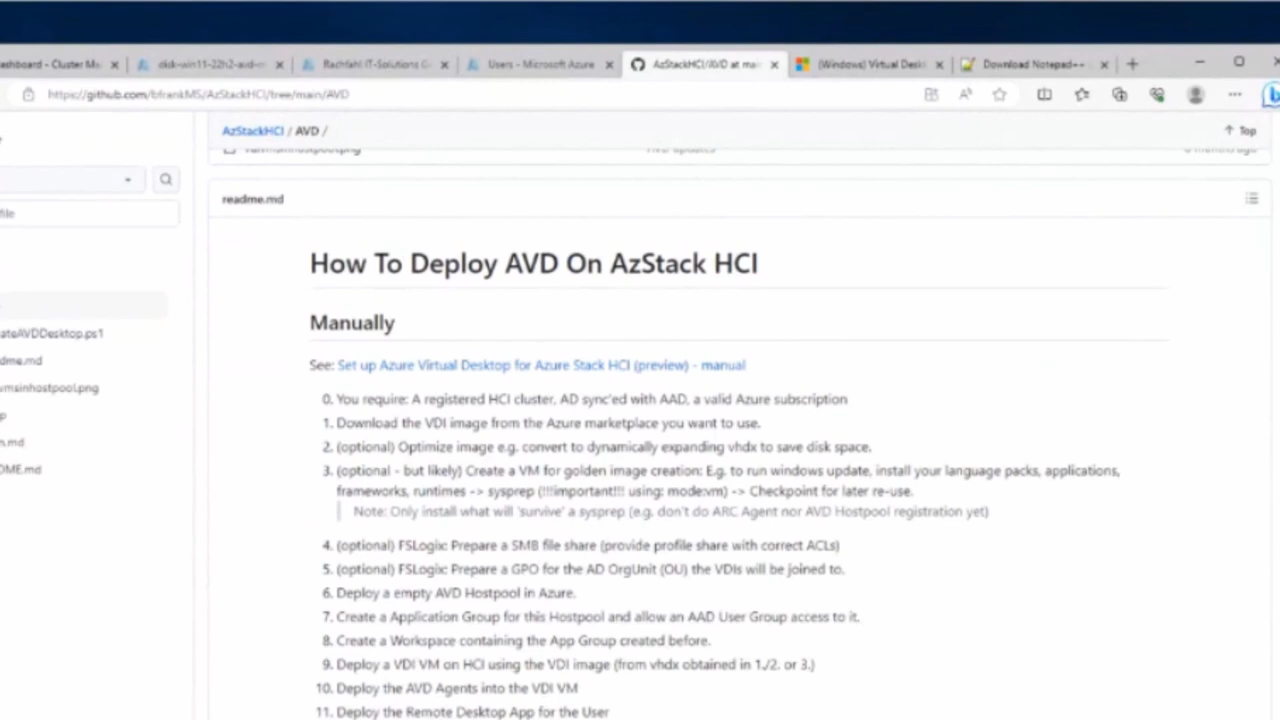 ashboard - Cluster Ma
disk-win11-22h2-avd-m
Rachfahl IT-Solutions G
Users - Microsoft Azure
AzStackHCI/AVD at mai
(Windows) Virtual Deskt
Download Notepad++
https://github.com/bfrankMS/AzStackHCI/tree/main/AVD
AzStackHCI / AVD /
Top
6 months ago
file
readme.md
How To Deploy AVD On AzStack HCI
Manually
ateAVDDesktop.ps1
dme.md
vmsinhostpool.png
p
n.md
DME.md
See: Set up Azure Virtual Desktop for Azure Stack HCI (preview) - manual
0. You require: A registered HCI cluster, AD sync'ed with AAD, a valid Azure subscription
1. Download the VDI image from the Azure marketplace you want to use.
2. (optional) Optimize image e.g. convert to dynamically expanding vhdx to save disk space.
3. (optional - but likely) Create a VM for golden image creation: E.g. to run windows update, install your language packs, applications,
frameworks, runtimes -> sysprep (!!!important!!! using: mode:vm) -> Checkpoint for later re-use.
Note: Only install what will 'survive' a sysprep (e.g. don't do ARC Agent nor AVD Hostpool registration yet)
4. (optional) FSLogix: Prepare a SMB file share (provide profile share with correct ACLs)
5. (optional) FSLogix: Prepare a GPO for the AD OrgUnit (OU) the VDIs will be joined to.
6. Deploy a empty AVD Hostpool in Azure.
7. Create a Application Group for this Hostpool and allow an AAD User Group access to it.
8. Create a Workspace containing the App Group created before.
9. Deploy a VDI VM on HCI using the VDI image (from vhdx obtained in 1./2. or 3.)
10. Deploy the AVD Agents into the VDI VM
11. Deploy the Remote Desktop App for the User